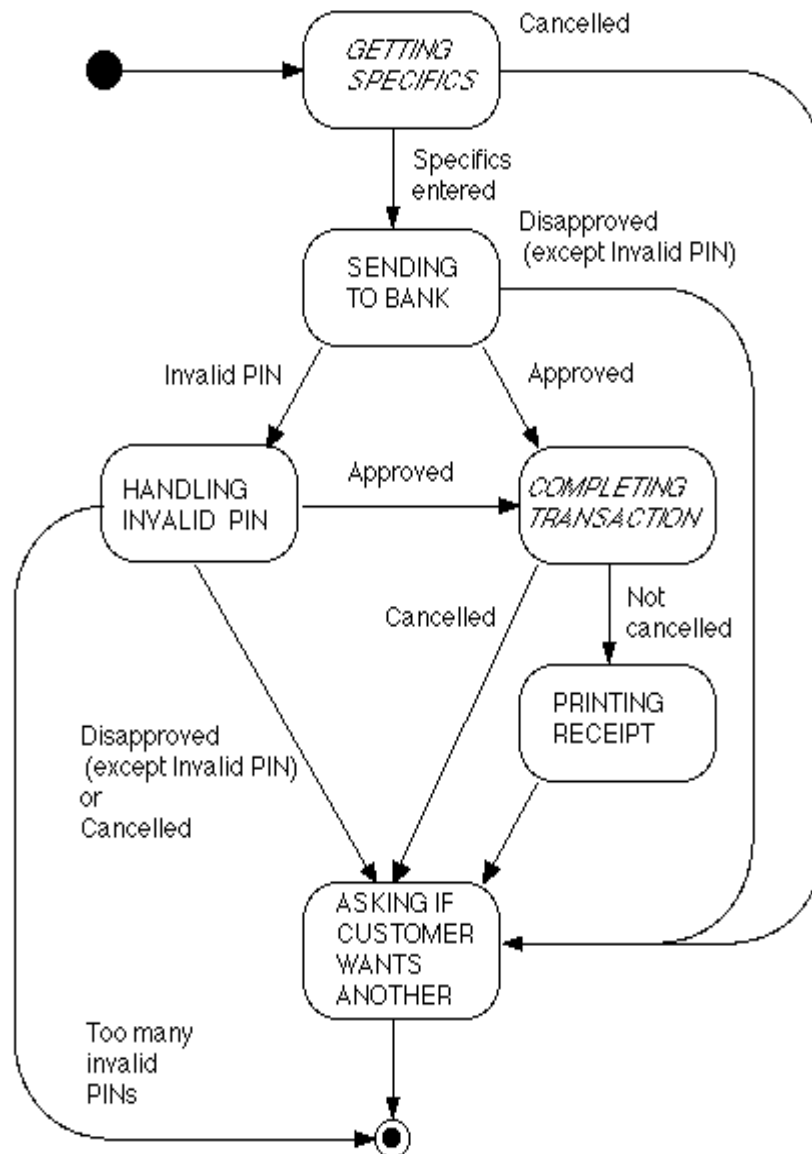 Cancelled
GETTING
SPECIFICS
Specifics
entered
Disapproved
(except Invalid PIN)
SENDING
TO BANK
Invalid PIN
Approved
HANDLING
INVALID PIN
Approved
COMPLETING
TRANSACTION
Cancelled
Not
cancelled
PRINTING
RECEIPT
Disapproved
(except Invalid PIN)
or
Cancelled
ASKING IF
CUSTOMER
WANTS
ANOTHER
Too many
invalid
PINs